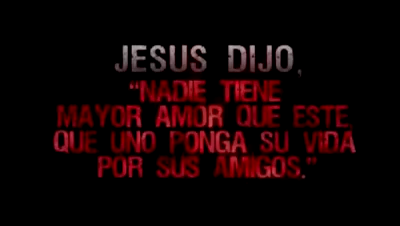 JESUS DIJO,
“NADIE TIENE
MAYOR AMOR QUE ESTE,
QUE UNO PONGA SU VIDA
POR SUS AMIGOS.”